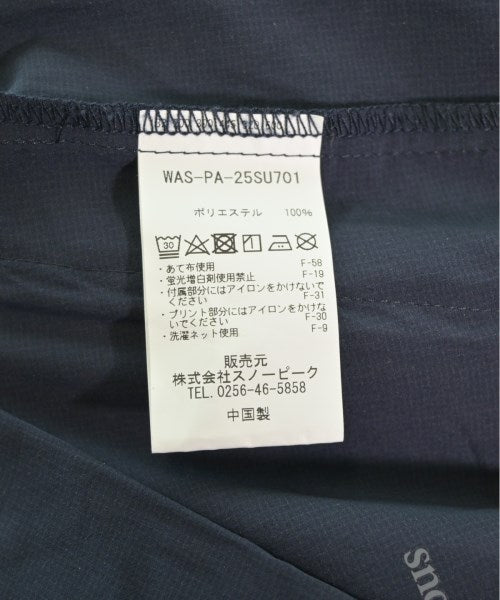 WAS-PA-25SU701
ポリエステル 100%
30
・あて布使用 F-58
・蛍光増白剤使用禁止 F-19
・付属部分にはアイロンをかけないで
ください F-31
・プリント部分にはアイロンをかけな
いでください F-30
・洗濯ネット使用 F-9
販売元
株式会社スノーピーク
TEL.0256-46-5858
中国製
sno